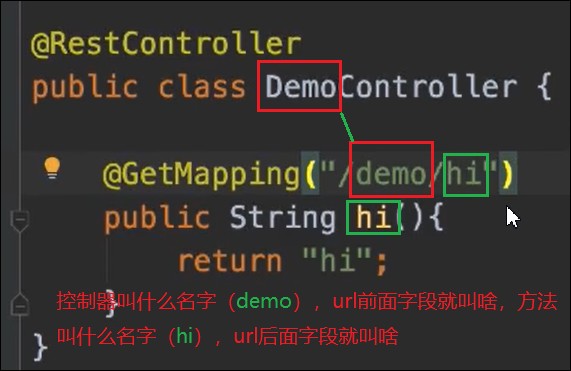 @RestController
public class DemoController {
@GetMapping("/demo/hi")
public String hi(){
return "hi";
}
控制器叫什么名字（demo），url前面字段就叫啥，方法
叫什么名字（hi），url后面字段就叫啥
}